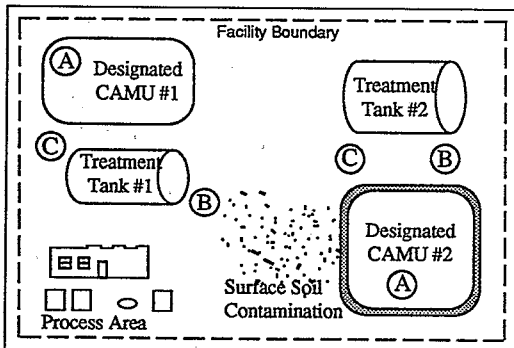 Facility Boundary
A
Designated
CAMU #1
Treatment
Tank #2
C
Treatment
Tank #1
B
C
B
Designated
CAMU #2
A
Surface Soil
Contamination
Process Area